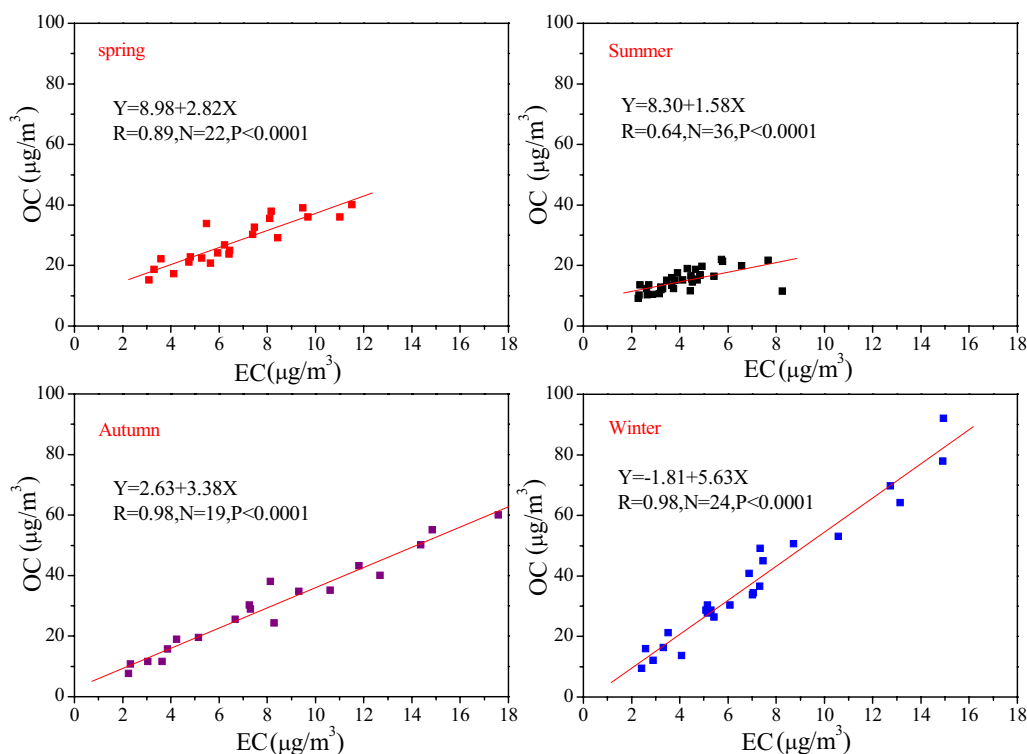 spring
Y=8.98+2.82X
R=0.89,N=22,P<0.0001
OC (μg/m³)
100
80
60
40
20
0
0 2 4 6 8 10 12 14 16 18
EC(μg/m³)
Summer
Y=8.30+1.58X
R=0.64,N=36,P<0.0001
OC (μg/m³)
100
80
60
40
20
0
0 2 4 6 8 10 12 14 16 18
EC(μg/m³)
Autumn
Y=2.63+3.38X
R=0.98,N=19,P<0.0001
OC (μg/m³)
100
80
60
40
20
0
0 2 4 6 8 10 12 14 16 18
EC(μg/m³)
Winter
Y=-1.81+5.63X
R=0.98,N=24,P<0.0001
OC (μg/m³)
100
80
60
40
20
0
0 2 4 6 8 10 12 14 16 18
EC(μg/m³)